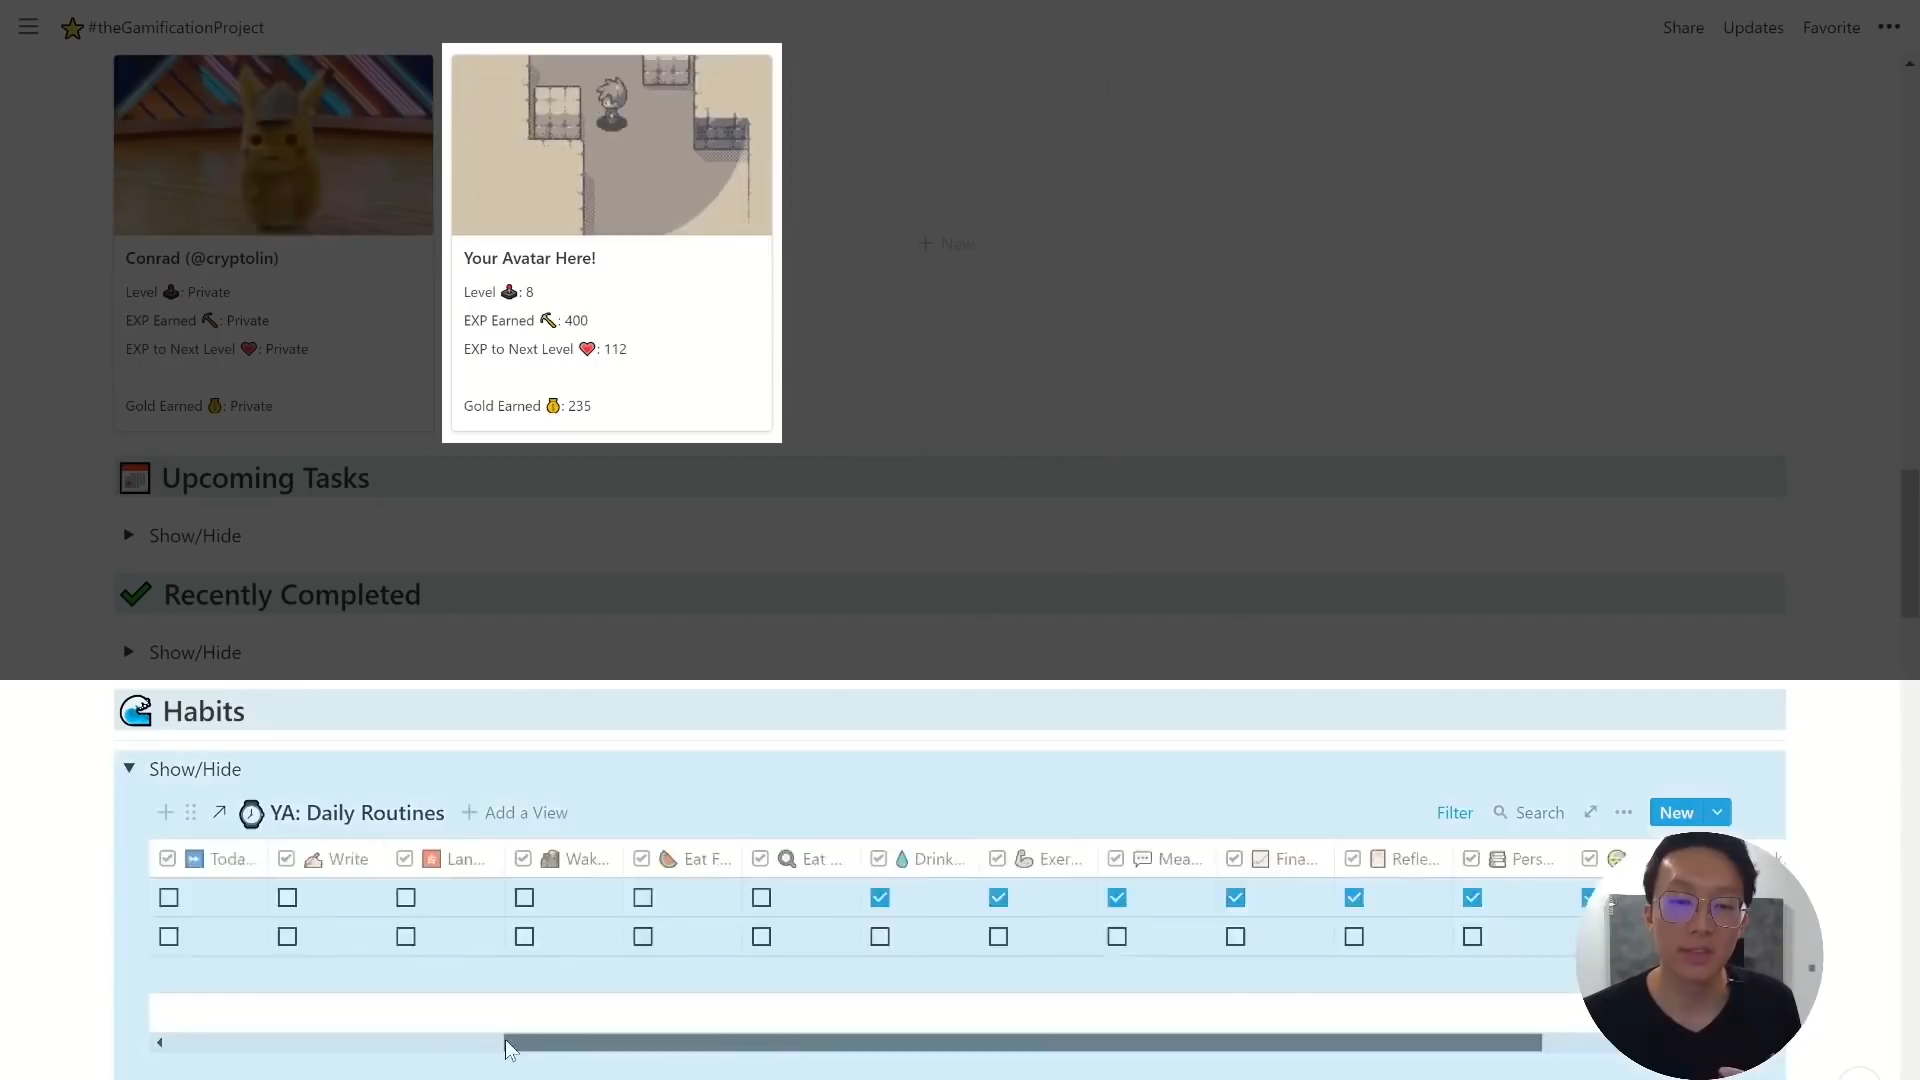 #theGamificationProject
Share Updates Favorite
Conrad (@cryptolin)
Level : Private
EXP Earned : Private
EXP to Next Level : Private
Gold Earned : Private
Your Avatar Here!
Level : 8
EXP Earned : 400
EXP to Next Level : 112
Gold Earned : 235
+ New
Upcoming Tasks
Show/Hide
Recently Completed
Show/Hide
Habits
Show/Hide
YA: Daily Routines + Add a View Filter Search New
Toda... Write Lan... Wak... Eat F... Eat ... Drink... Exer... Mea... Fina... Refle... Pers...